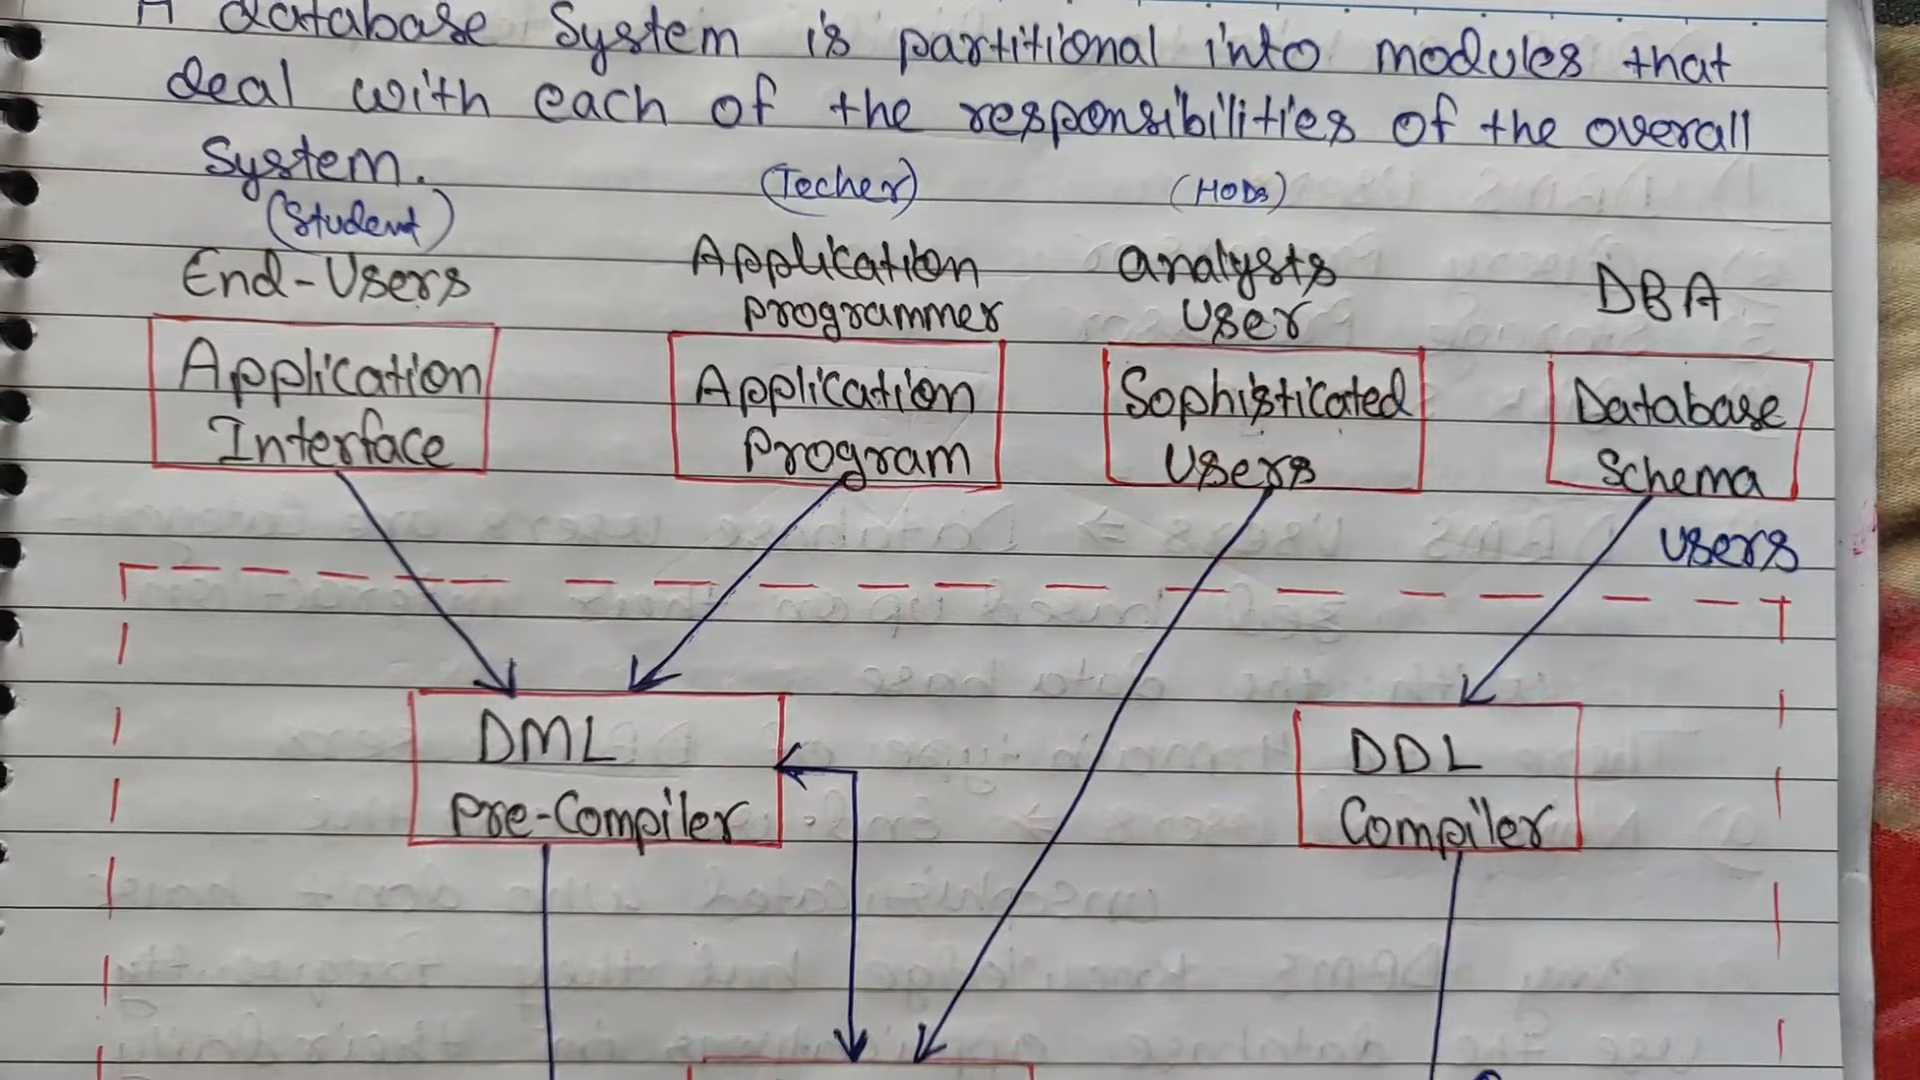 A database System is partitional into modules that
deal with each of the responsibilities of the overall
System.
(Student)
(Techer)
(HODs)
End-Users
Application
programmer
analysts
User
DBA
Application
Interface
Application
Program
Sophisticated
Users
Database
Schema
Users
DML
Pre-Compiler
DDL
Compiler